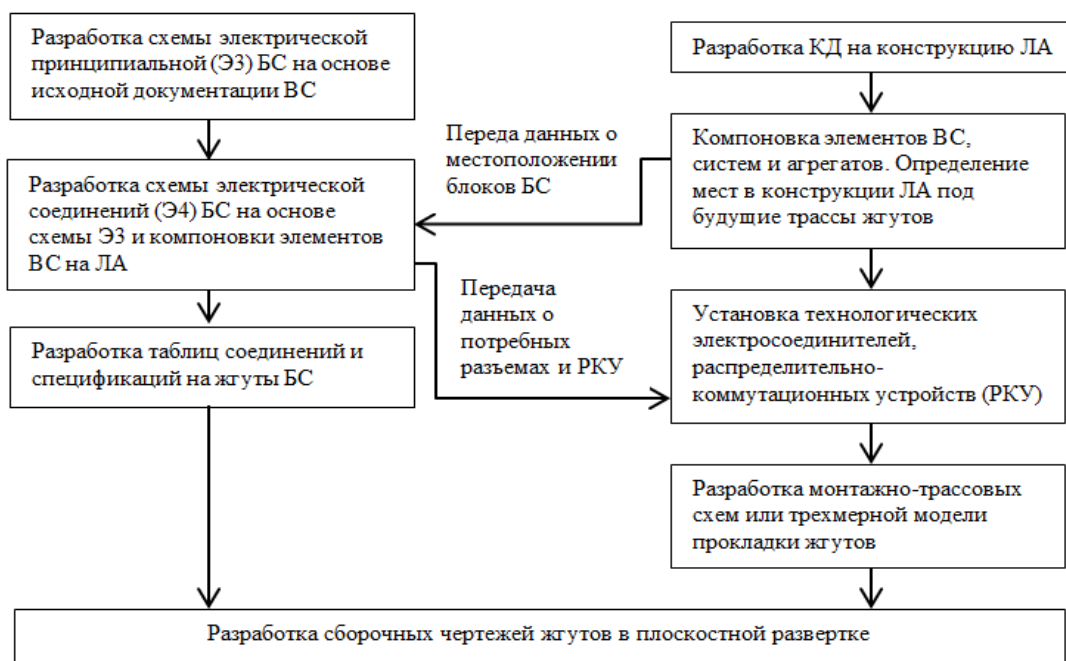 Разработка схемы электрической
принципиальной (Э3) БС на основе
исходной документации ВС
Разработка КД на конструкцию ЛА
Переда данных о
местоположении
блоков БС
Компоновка элементов ВС,
систем и агрегатов. Определение
мест в конструкции ЛА под
будущие трассы жгутов
Разработка схемы электрической
соединений (Э4) БС на основе
схемы Э3 и компоновки элементов
ВС на ЛА
Передача
данных о
потребных
разъемах и РКУ
Установка технологических
электросоединителей,
распределительно-
коммутационных устройств (РКУ)
Разработка таблиц соединений и
спецификаций на жгуты БС
Разработка монтажно-трассовых
схем или трехмерной модели
прокладки жгутов
Разработка сборочных чертежей жгутов в плоскостной развертке